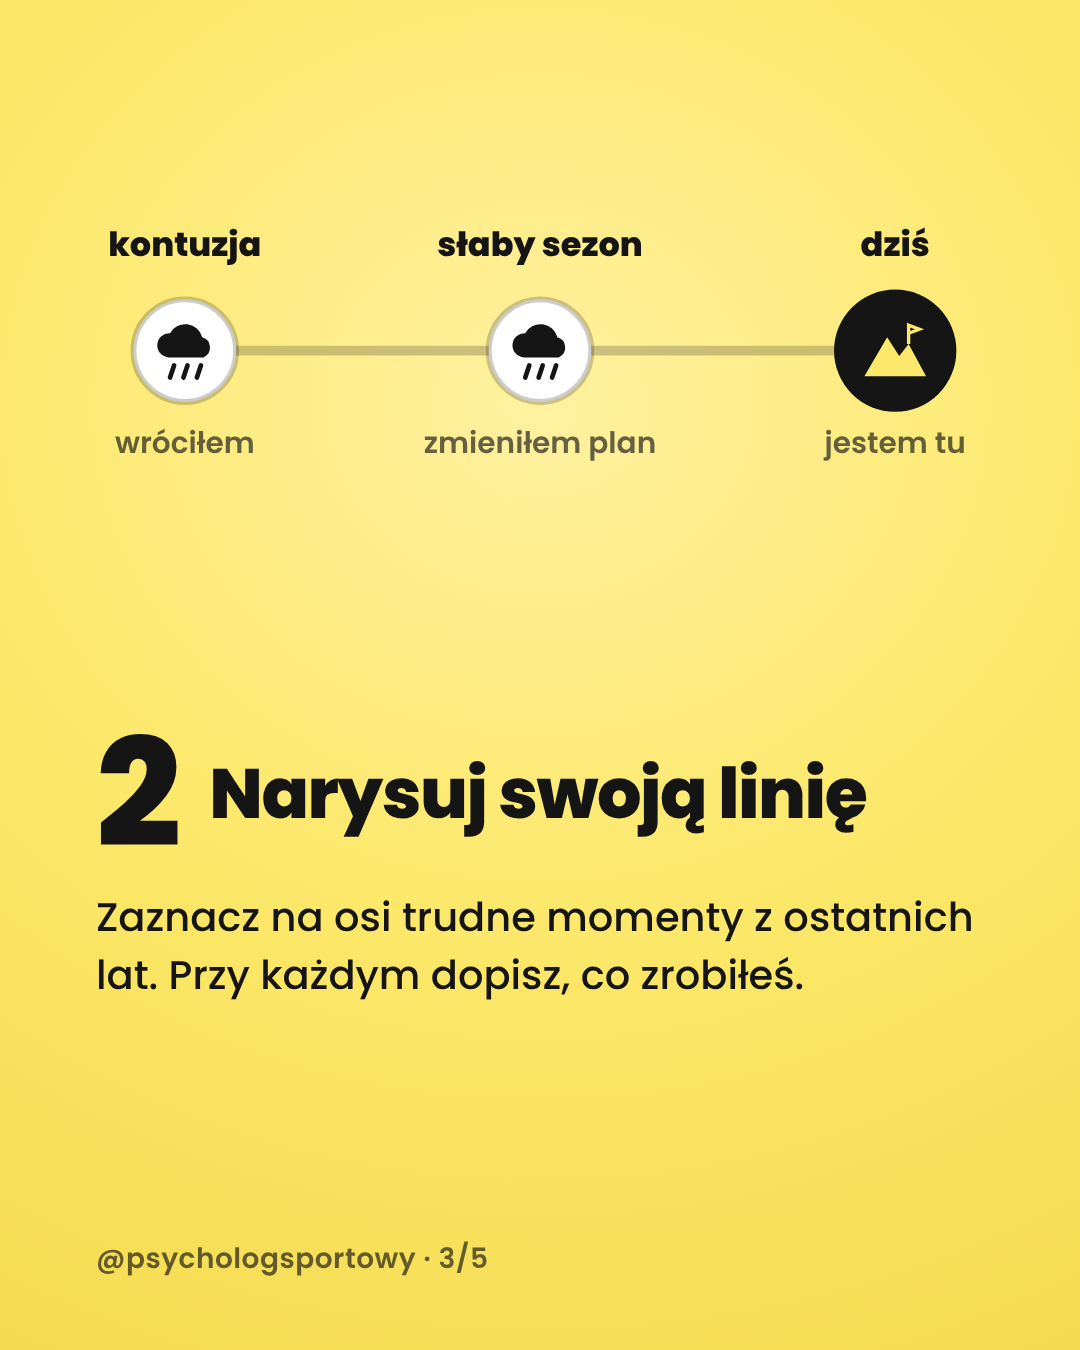 kontuzja
słaby sezon
dziś
wróciłem
zmieniłem plan
jestem tu
2 Narysuj swoją linię
Zaznacz na osi trudne momenty z ostatnich
lat. Przy każdym dopisz, co zrobiłeś.
@psychologsportowy · 3/5